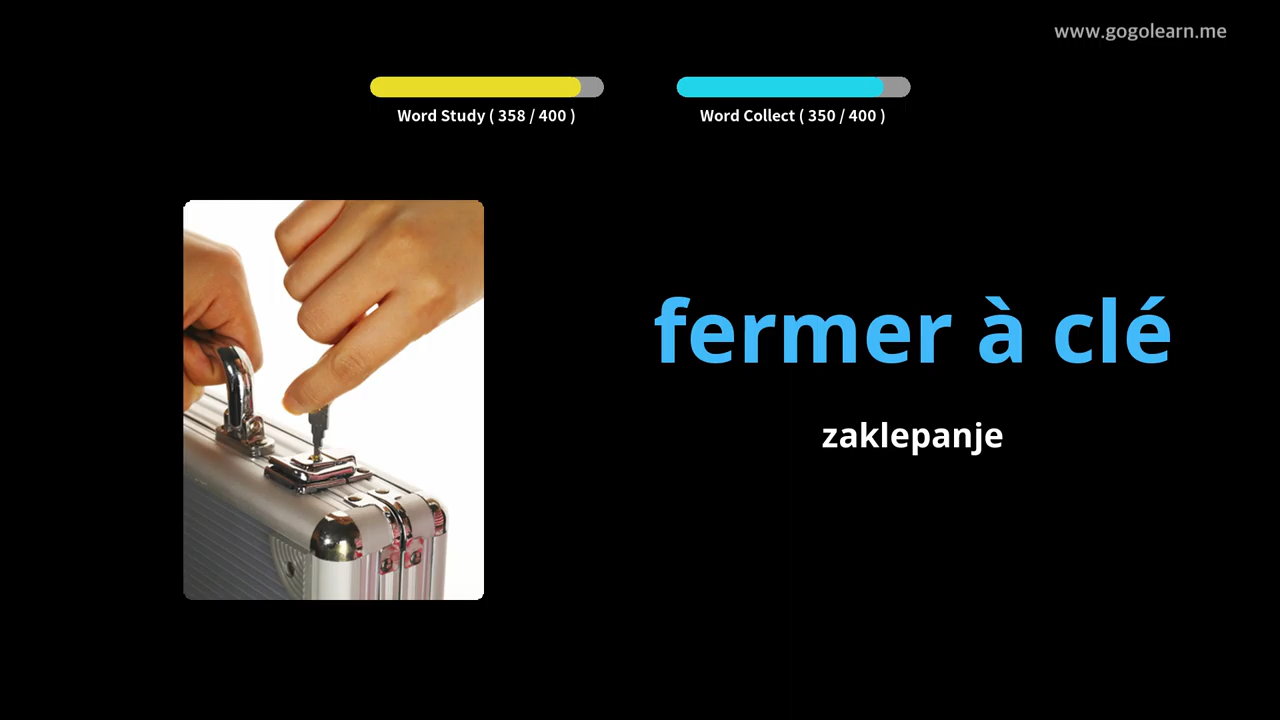 www.gogolearn.me
Word Study ( 358 / 400 )
Word Collect ( 350 / 400 )
fermer à clé
zaklepanje